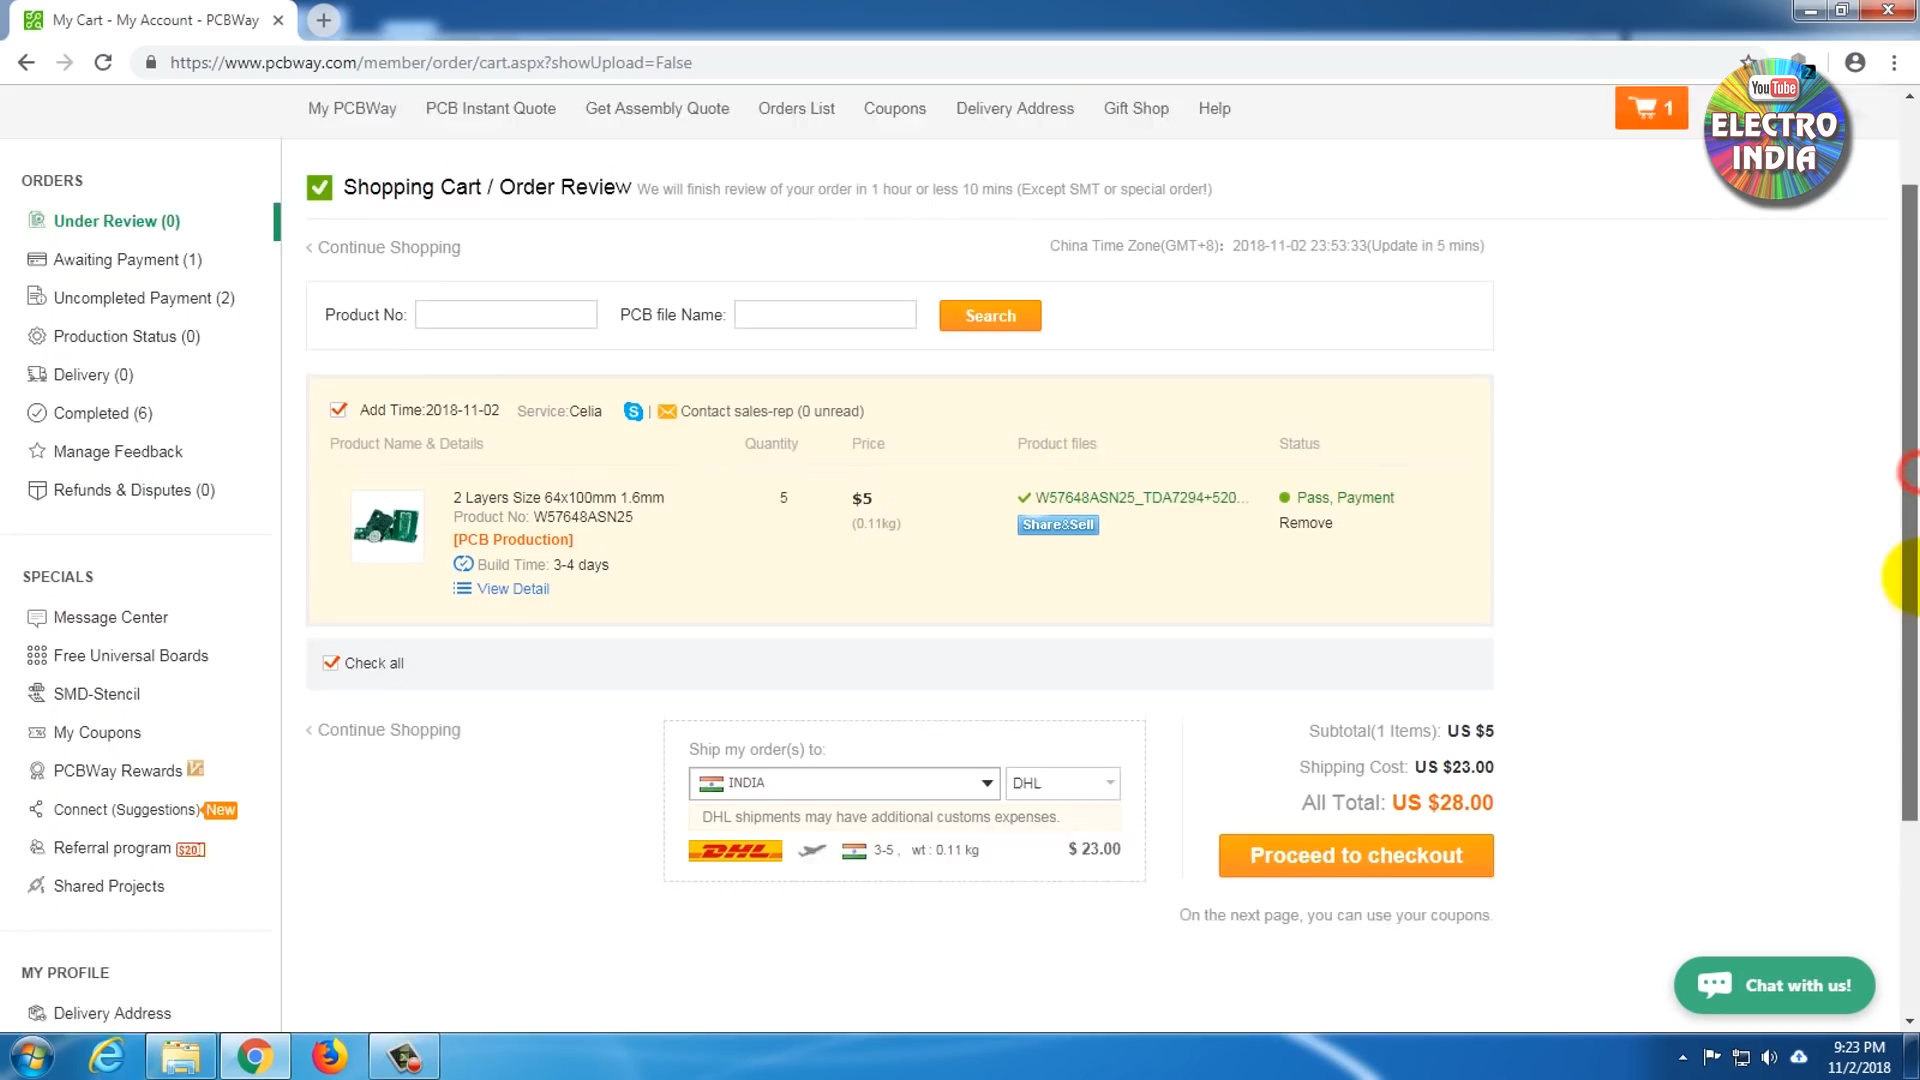 My Cart - My Account - PCBWay
https://www.pcbway.com/member/order/cart.aspx?showUpload=False
2
My PCBWay PCB Instant Quote Get Assembly Quote Orders List Coupons Delivery Address Gift Shop Help
1
You Tube
ELECTRO
INDIA
ORDERS
Under Review (0)
Awaiting Payment (1)
Uncompleted Payment (2)
Production Status (0)
Delivery (0)
Completed (6)
Manage Feedback
Refunds & Disputes (0)
SPECIALS
Message Center
Free Universal Boards
SMD-Stencil
My Coupons
PCBWay Rewards
Connect (Suggestions) New
Referral program $20
Shared Projects
MY PROFILE
Delivery Address
Shopping Cart / Order Review We will finish review of your order in 1 hour or less 10 mins (Except SMT or special order!)
< Continue Shopping
China Time Zone(GMT+8): 2018-11-02 23:53:33(Update in 5 mins)
Product No: PCB file Name: Search
Add Time:2018-11-02 Service:Celia S | Contact sales-rep (0 unread)
Product Name & Details Quantity Price Product files Status
2 Layers Size 64x100mm 1.6mm 5 $5 W57648ASN25_TDA7294+520... Pass, Payment
Product No: W57648ASN25 (0.11kg) Share&Sell Remove
[PCB Production]
Build Time: 3-4 days
View Detail
Check all
< Continue Shopping
Ship my order(s) to:
INDIA DHL
DHL shipments may have additional customs expenses.
DHL 3-5 , wt : 0.11 kg $ 23.00
Subtotal(1 Items): US $5
Shipping Cost: US $23.00
All Total: US $28.00
Proceed to checkout
On the next page, you can use your coupons.
Chat with us!
9:23 PM
11/2/2018